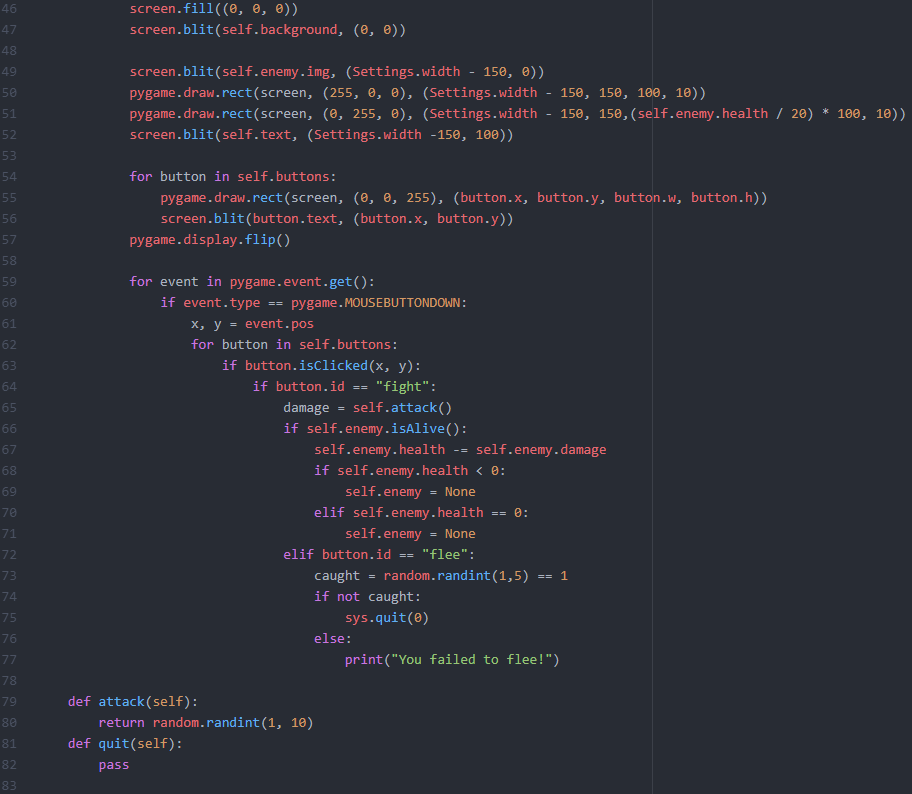 46 screen.fill((0, 0, 0))
47 screen.blit(self.background, (0, 0))
48
49 screen.blit(self.enemy.img, (Settings.width - 150, 0))
50 pygame.draw.rect(screen, (255, 0, 0), (Settings.width - 150, 150, 100, 10))
51 pygame.draw.rect(screen, (0, 255, 0), (Settings.width - 150, 150,(self.enemy.health / 20) * 100, 10))
52 screen.blit(self.text, (Settings.width -150, 100))
53
54 for button in self.buttons:
55 pygame.draw.rect(screen, (0, 0, 255), (button.x, button.y, button.w, button.h))
56 screen.blit(button.text, (button.x, button.y))
57 pygame.display.flip()
58
59 for event in pygame.event.get():
60 if event.type == pygame.MOUSEBUTTONDOWN:
61 x, y = event.pos
62 for button in self.buttons:
63 if button.isClicked(x, y):
64 if button.id == "fight":
65 damage = self.attack()
66 if self.enemy.isAlive():
67 self.enemy.health -= self.enemy.damage
68 if self.enemy.health < 0:
69 self.enemy = None
70 elif self.enemy.health == 0:
71 self.enemy = None
72 elif button.id == "flee":
73 caught = random.randint(1,5) == 1
74 if not caught:
75 sys.quit(0)
76 else:
77 print("You failed to flee!")
78
79 def attack(self):
80 return random.randint(1, 10)
81 def quit(self):
82 pass
83